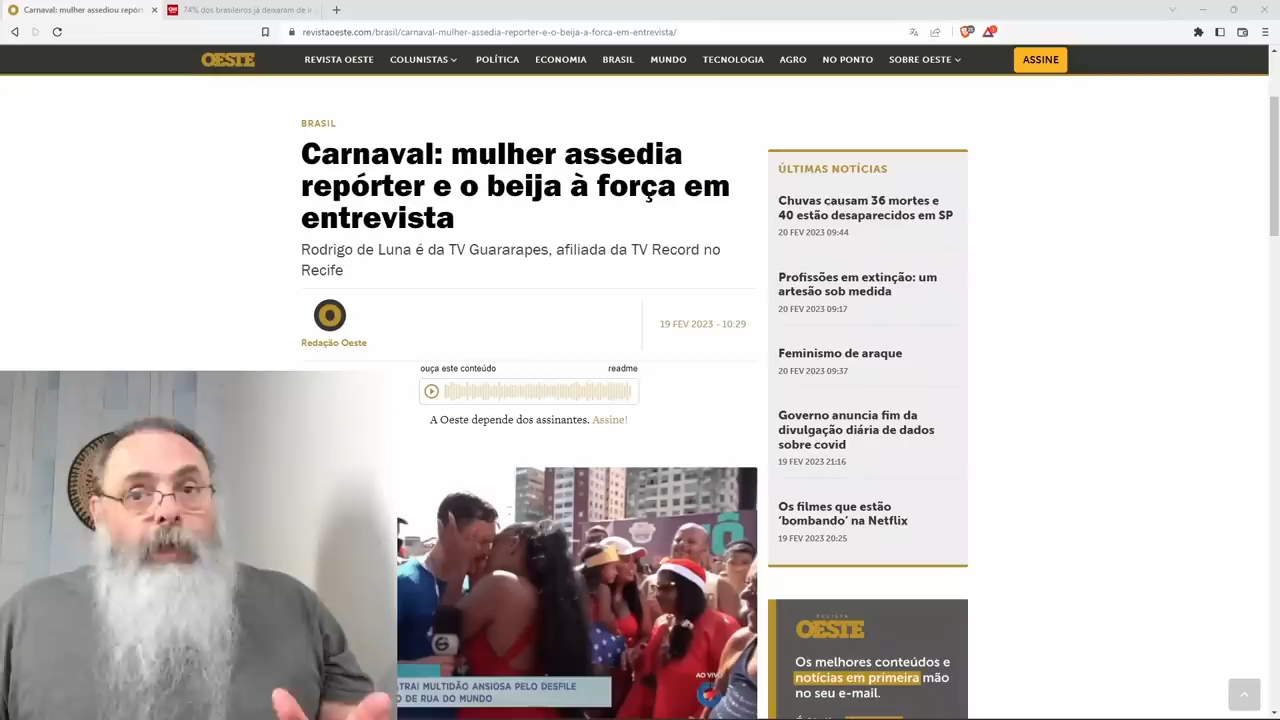 Carnaval: mulher assediou repórt
74% dos brasileiros já deixaram de i
revistaoeste.com/brasil/carnaval-mulher-assedia-reporter-e-o-beija-a-forca-em-entrevista/
OESTE
REVISTA OESTE
COLUNISTAS
POLÍTICA
ECONOMIA
BRASIL
MUNDO
TECNOLOGIA
AGRO
NO PONTO
SOBRE OESTE
ASSINE
BRASIL
Carnaval: mulher assedia
repórter e o beija à força em
entrevista
Rodrigo de Luna é da TV Guararapes, afiliada da TV Record no
Recife
Redação Oeste
19 FEV 2023 - 10:29
ouça este conteúdo
readme
A Oeste depende dos assinantes. Assine!
AO VIVO
ATRAI MULTIDÃO ANSIOSA PELO DESFILE
O DE RUA DO MUNDO
ÚLTIMAS NOTÍCIAS
Chuvas causam 36 mortes e
40 estão desaparecidos em SP
20 FEV 2023 09:44
Profissões em extinção: um
artesão sob medida
20 FEV 2023 09:17
Feminismo de araque
20 FEV 2023 09:37
Governo anuncia fim da
divulgação diária de dados
sobre covid
19 FEV 2023 21:16
Os filmes que estão
‘bombando’ na Netflix
19 FEV 2023 20:25
REVISTA
OESTE
Os melhores conteúdos e
notícias em primeira mão
no seu e-mail.